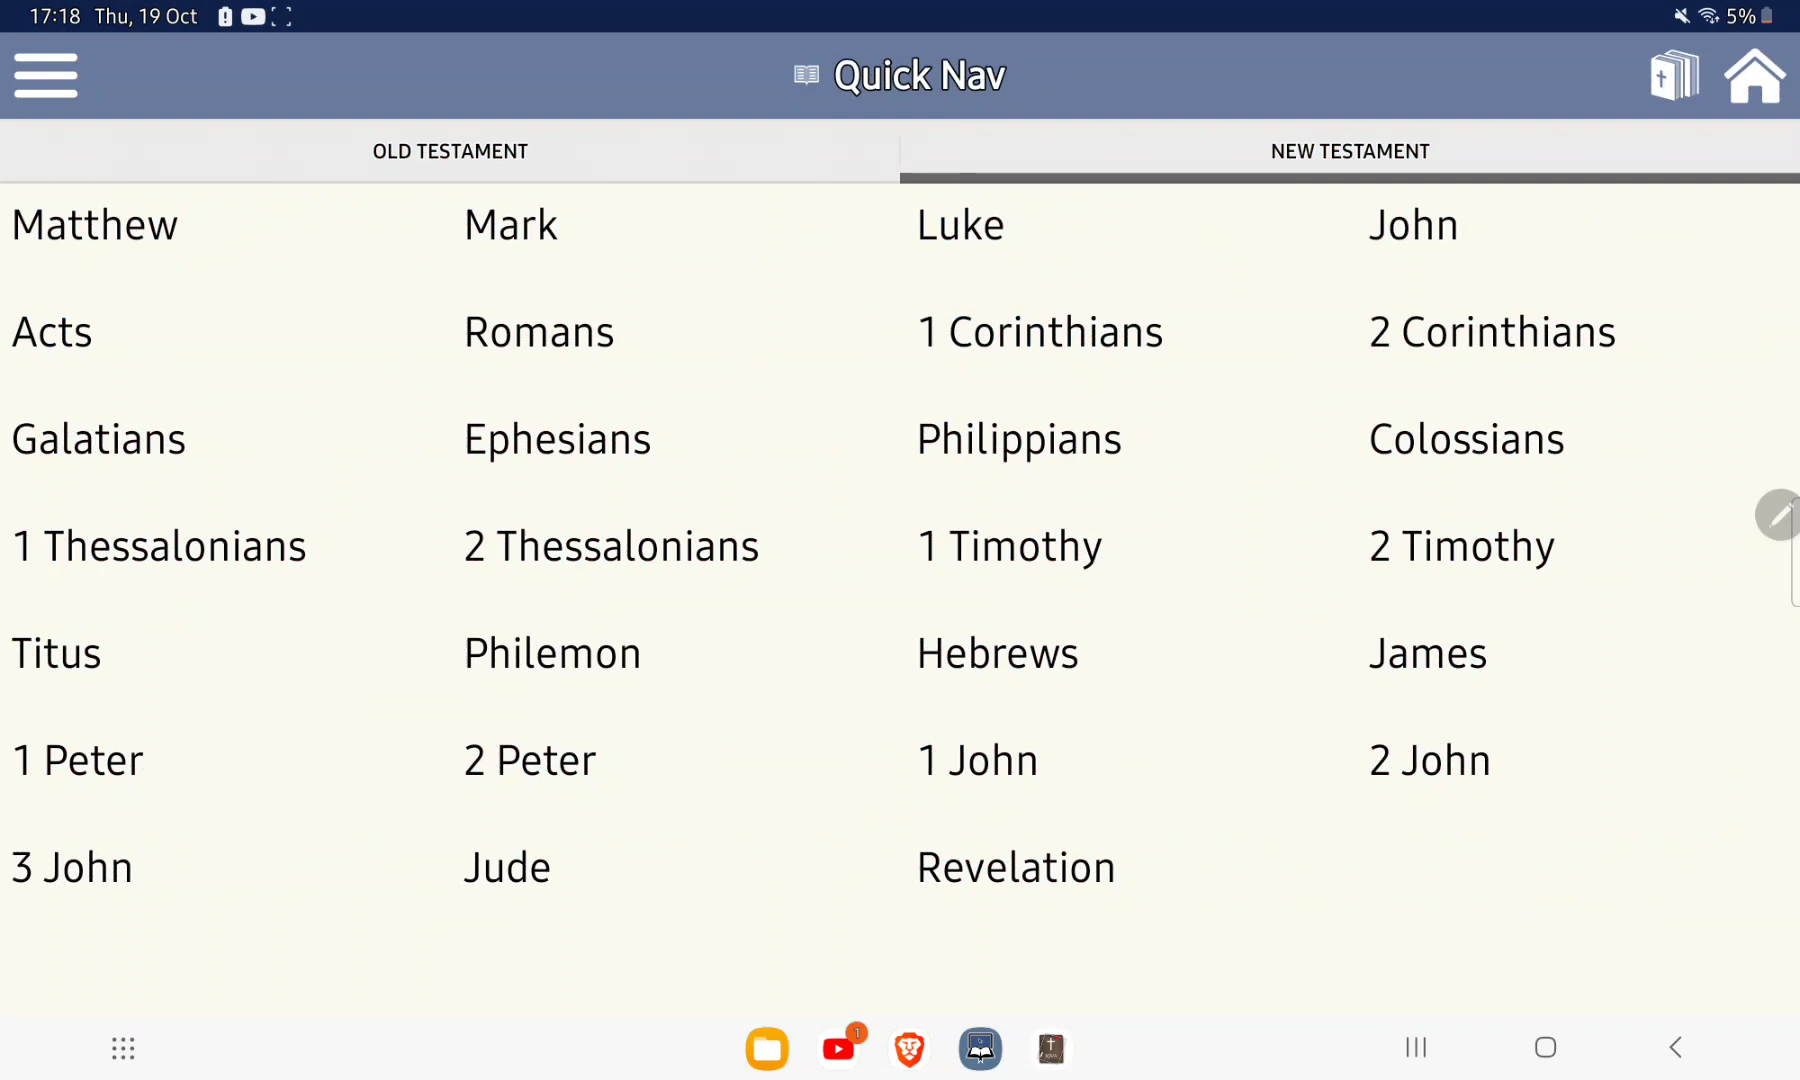 17:18 Thu, 19 Oct 5%
Quick Nav
OLD TESTAMENT NEW TESTAMENT
Matthew Mark Luke John
Acts Romans 1 Corinthians 2 Corinthians
Galatians Ephesians Philippians Colossians
1 Thessalonians 2 Thessalonians 1 Timothy 2 Timothy
Titus Philemon Hebrews James
1 Peter 2 Peter 1 John 2 John
3 John Jude Revelation
1